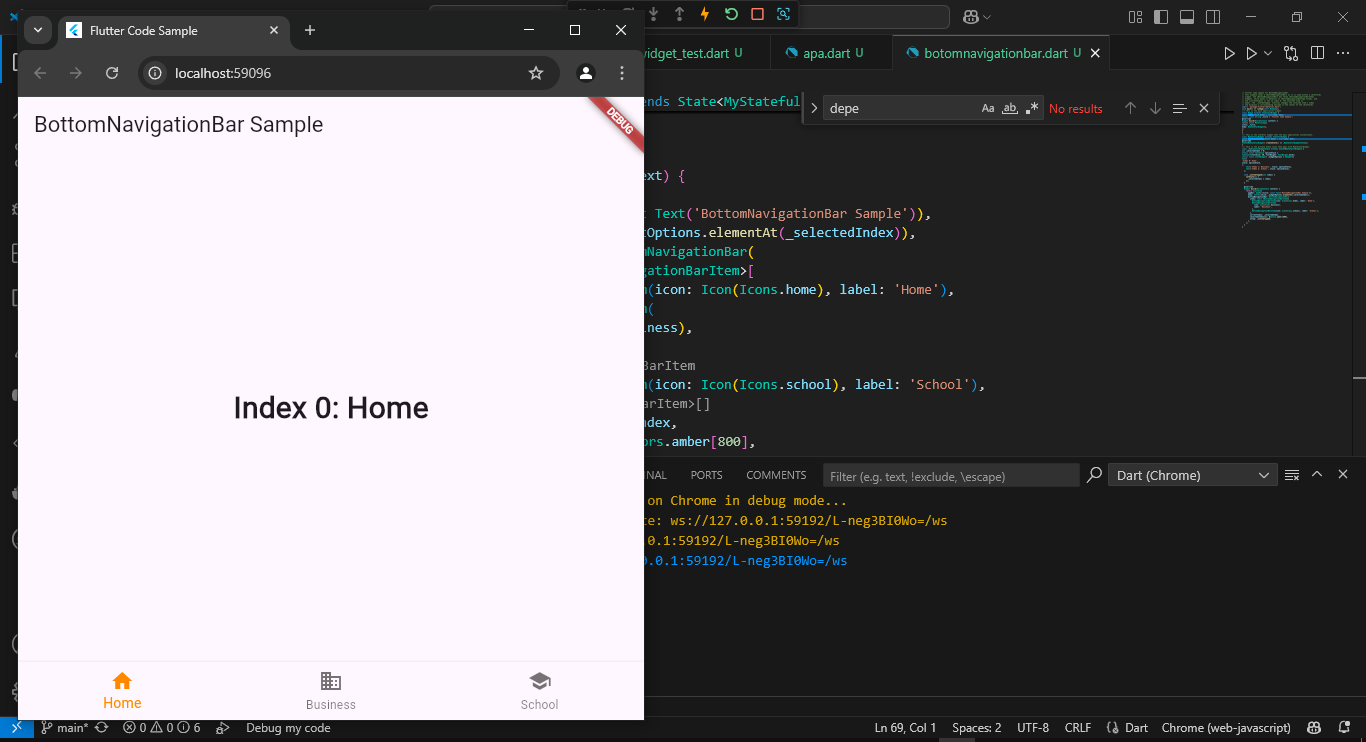 Flutter Code Sample
localhost:59096
DEBUG
BottomNavigationBar Sample
Index 0: Home
Home
Business
School
widget_test.dart U
apa.dart U
botomnavigationbar.dart U
ends State<MyStateful
depe
Aa
ab
No results
ext) {
Text('BottomNavigationBar Sample')),
tOptions.elementAt(_selectedIndex)),
mNavigationBar(
gationBarItem>[
m(icon: Icon(Icons.home), label: 'Home'),
m(
iness),
BarItem
m(icon: Icon(Icons.school), label: 'School'),
arItem>[]
ndex,
ors.amber[800],
NAL
PORTS
COMMENTS
Filter (e.g. text, !exclude, \escape)
Dart (Chrome)
on Chrome in debug mode...
ce: ws://127.0.0.1:59192/L-neg3BI0Wo=/ws
0.1:59192/L-neg3BI0Wo=/ws
0.0.1:59192/L-neg3BI0Wo=/ws
main*
0
0
6
Debug my code
Ln 69, Col 1
Spaces: 2
UTF-8
CRLF
Dart
Chrome (web-javascript)